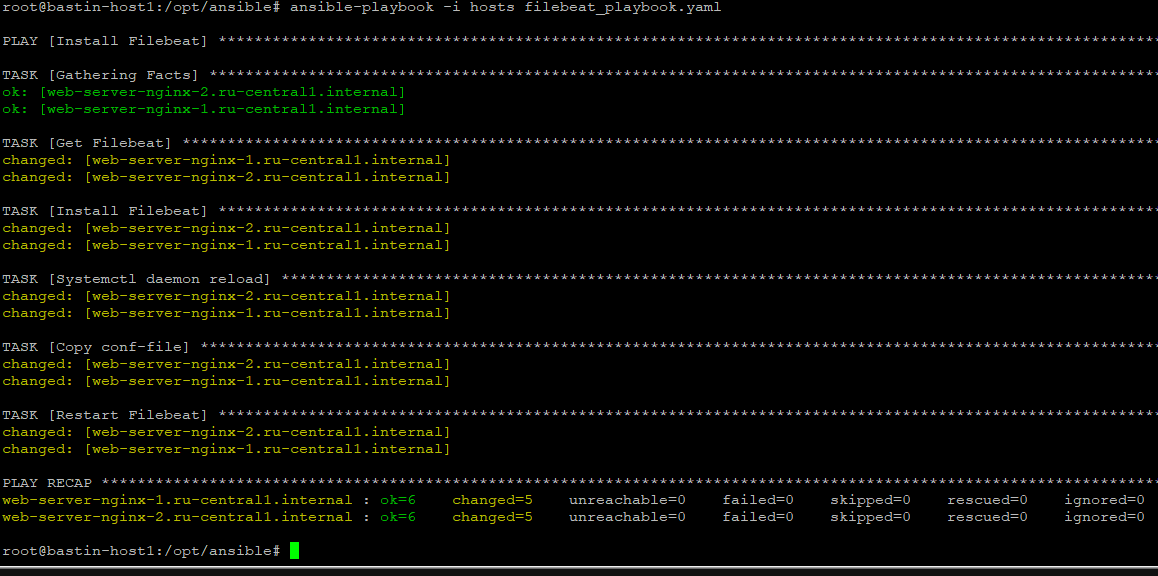 root@bastin-host1:/opt/ansible# ansible-playbook -i hosts filebeat_playbook.yaml
PLAY [Install Filebeat] ********************************************************************************************************
TASK [Gathering Facts] *********************************************************************************************************
ok: [web-server-nginx-2.ru-central1.internal]
ok: [web-server-nginx-1.ru-central1.internal]
TASK [Get Filebeat] ************************************************************************************************************
changed: [web-server-nginx-1.ru-central1.internal]
changed: [web-server-nginx-2.ru-central1.internal]
TASK [Install Filebeat] ********************************************************************************************************
changed: [web-server-nginx-2.ru-central1.internal]
changed: [web-server-nginx-1.ru-central1.internal]
TASK [Systemctl daemon reload] *************************************************************************************************
changed: [web-server-nginx-2.ru-central1.internal]
changed: [web-server-nginx-1.ru-central1.internal]
TASK [Copy conf-file] **********************************************************************************************************
changed: [web-server-nginx-2.ru-central1.internal]
changed: [web-server-nginx-1.ru-central1.internal]
TASK [Restart Filebeat] ********************************************************************************************************
changed: [web-server-nginx-2.ru-central1.internal]
changed: [web-server-nginx-1.ru-central1.internal]
PLAY RECAP *********************************************************************************************************************
web-server-nginx-1.ru-central1.internal : ok=6    changed=5    unreachable=0    failed=0    skipped=0    rescued=0    ignored=0
web-server-nginx-2.ru-central1.internal : ok=6    changed=5    unreachable=0    failed=0    skipped=0    rescued=0    ignored=0
root@bastin-host1:/opt/ansible#